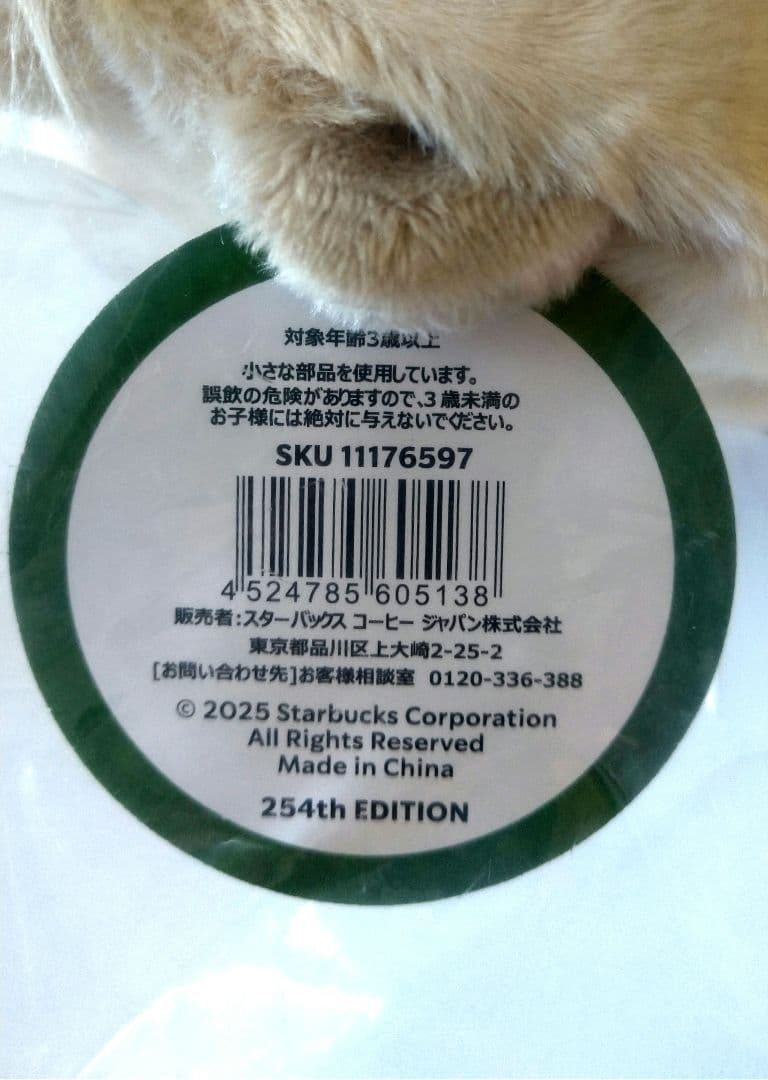 対象年齢3歳以上
小さな部品を使用しています。
誤飲の危険がありますので、3歳未満の
お子様には絶対に与えないでください。
SKU 11176597
4 524785 605138
販売者:スターバックス コーヒー ジャパン株式会社
東京都品川区上大崎2-25-2
[お問い合わせ先]お客様相談室 0120-336-388
© 2025 Starbucks Corporation
All Rights Reserved
Made in China
254th EDITION